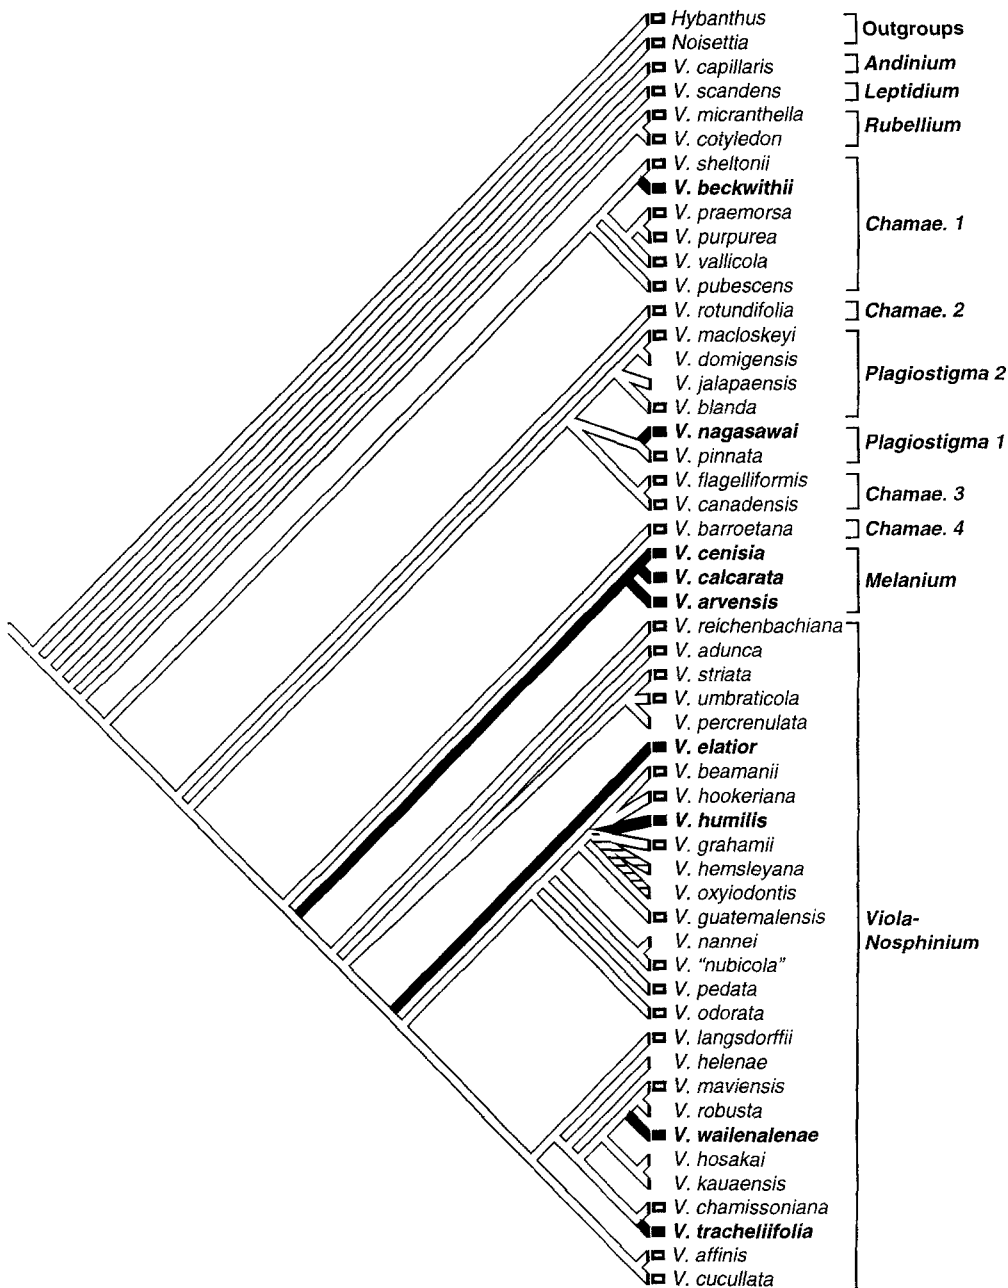 Hybanthus
Outgroups
Noisettia
V. capillaris
Andinium
V. scandens
Leptidium
V. micranthella
Rubellium
V. cotyledon
V. sheltonii
V. beckwithii
V. praemorsa
Chamae. 1
V. purpurea
V. vallicola
V. pubescens
V. rotundifolia
Chamae. 2
V. macloskeyi
V. domigensis
Plagiostigma 2
V. jalapaensis
V. blanda
V. nagasawai
Plagiostigma 1
V. pinnata
V. flagelliformis
Chamae. 3
V. canadensis
V. barroetana
Chamae. 4
V. cenisia
V. calcarata
Melanium
V. arvensis
V. reichenbachiana
V. adunca
V. striata
V. umbraticola
V. percrenulata
V. elatior
V. beamanii
V. hookeriana
V. humilis
V. grahamii
V. hemsleyana
V. oxyiodontis
V. guatemalensis
Viola-
Nosphinium
V. nannei
V. "nubicola"
V. pedata
V. odorata
V. langsdorffii
V. helenae
V. maviensis
V. robusta
V. wailenalenae
V. hosakai
V. kauaensis
V. chamissoniana
V. tracheliifolia
V. affinis
V. cucullata